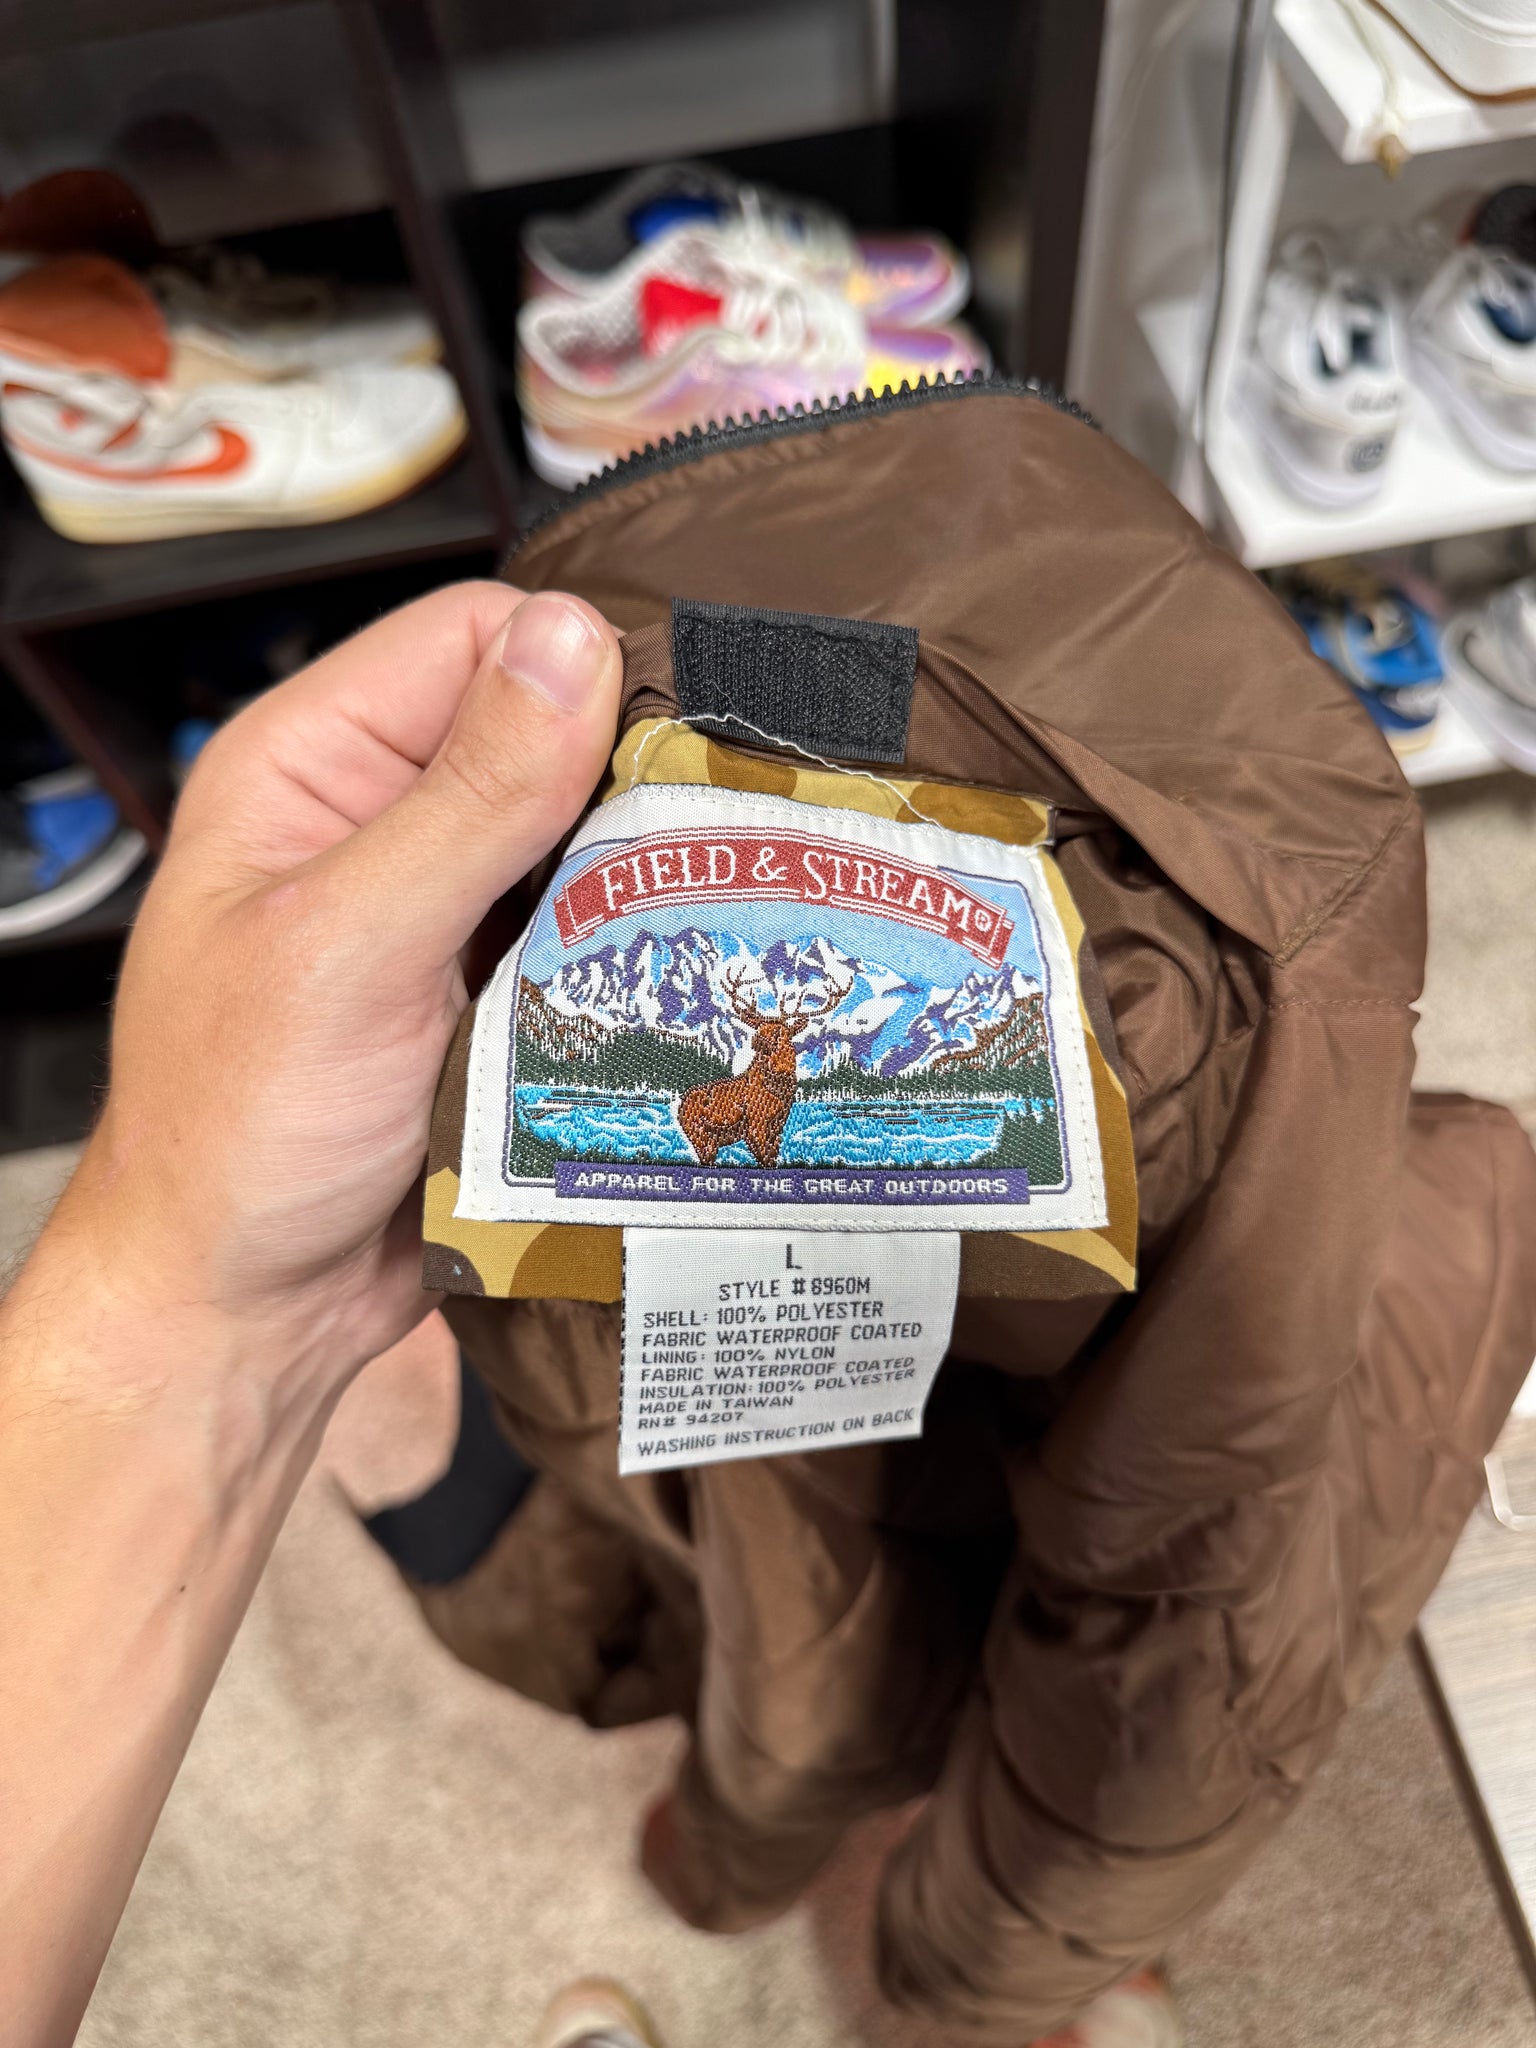 FIELD & STREAM®
APPAREL FOR THE GREAT OUTDOORS
L
STYLE # 8960M
SHELL: 100% POLYESTER
FABRIC WATERPROOF COATED
LINING: 100% NYLON
FABRIC WATERPROOF COATED
INSULATION: 100% POLYESTER
MADE IN TAIWAN
RN# 94207
WASHING INSTRUCTION ON BACK